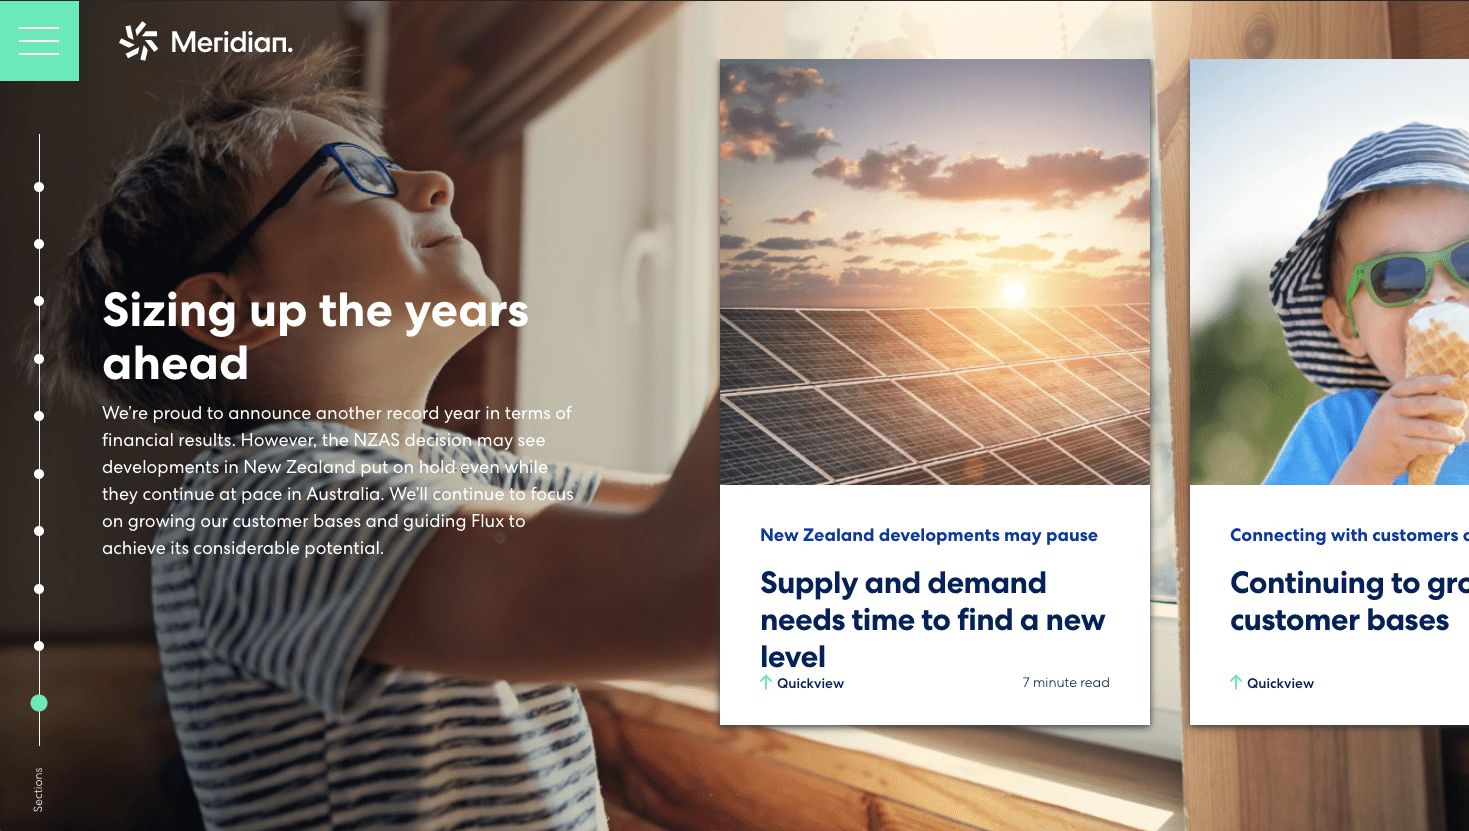 Meridian.
Sizing up the years
ahead
We're proud to announce another record year in terms of
financial results. However, the NZAS decision may see
developments in New Zealand put on hold even while
they continue at pace in Australia. We'll continue to focus
on growing our customer bases and guiding Flux to
achieve its considerable potential.
New Zealand developments may pause
Supply and demand
needs time to find a new
level
Quickview
7 minute read
Connecting with customers
Continuing to gro
customer bases
Quickview
Sections